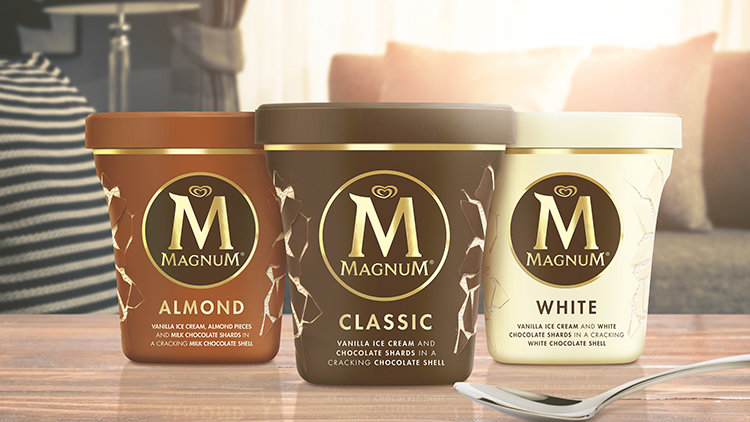 M
MAGNUM®
ALMOND
VANILLA ICE CREAM, ALMOND PIECES
AND MILK CHOCOLATE SHARDS IN
A CRACKING MILK CHOCOLATE SHELL
M
MAGNUM®
CLASSIC
VANILLA ICE CREAM AND
CHOCOLATE SHARDS IN A
CRACKING CHOCOLATE SHELL
M
MAGNUM®
WHITE
VANILLA ICE CREAM AND WHITE
CHOCOLATE SHARDS IN A CRACKING
WHITE CHOCOLATE SHELL